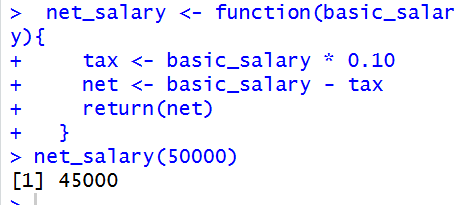 >  net_salary <- function(basic_salar
y){
+     tax <- basic_salary * 0.10
+     net <- basic_salary - tax
+     return(net)
+   }
> net_salary(50000)
[1] 45000
>